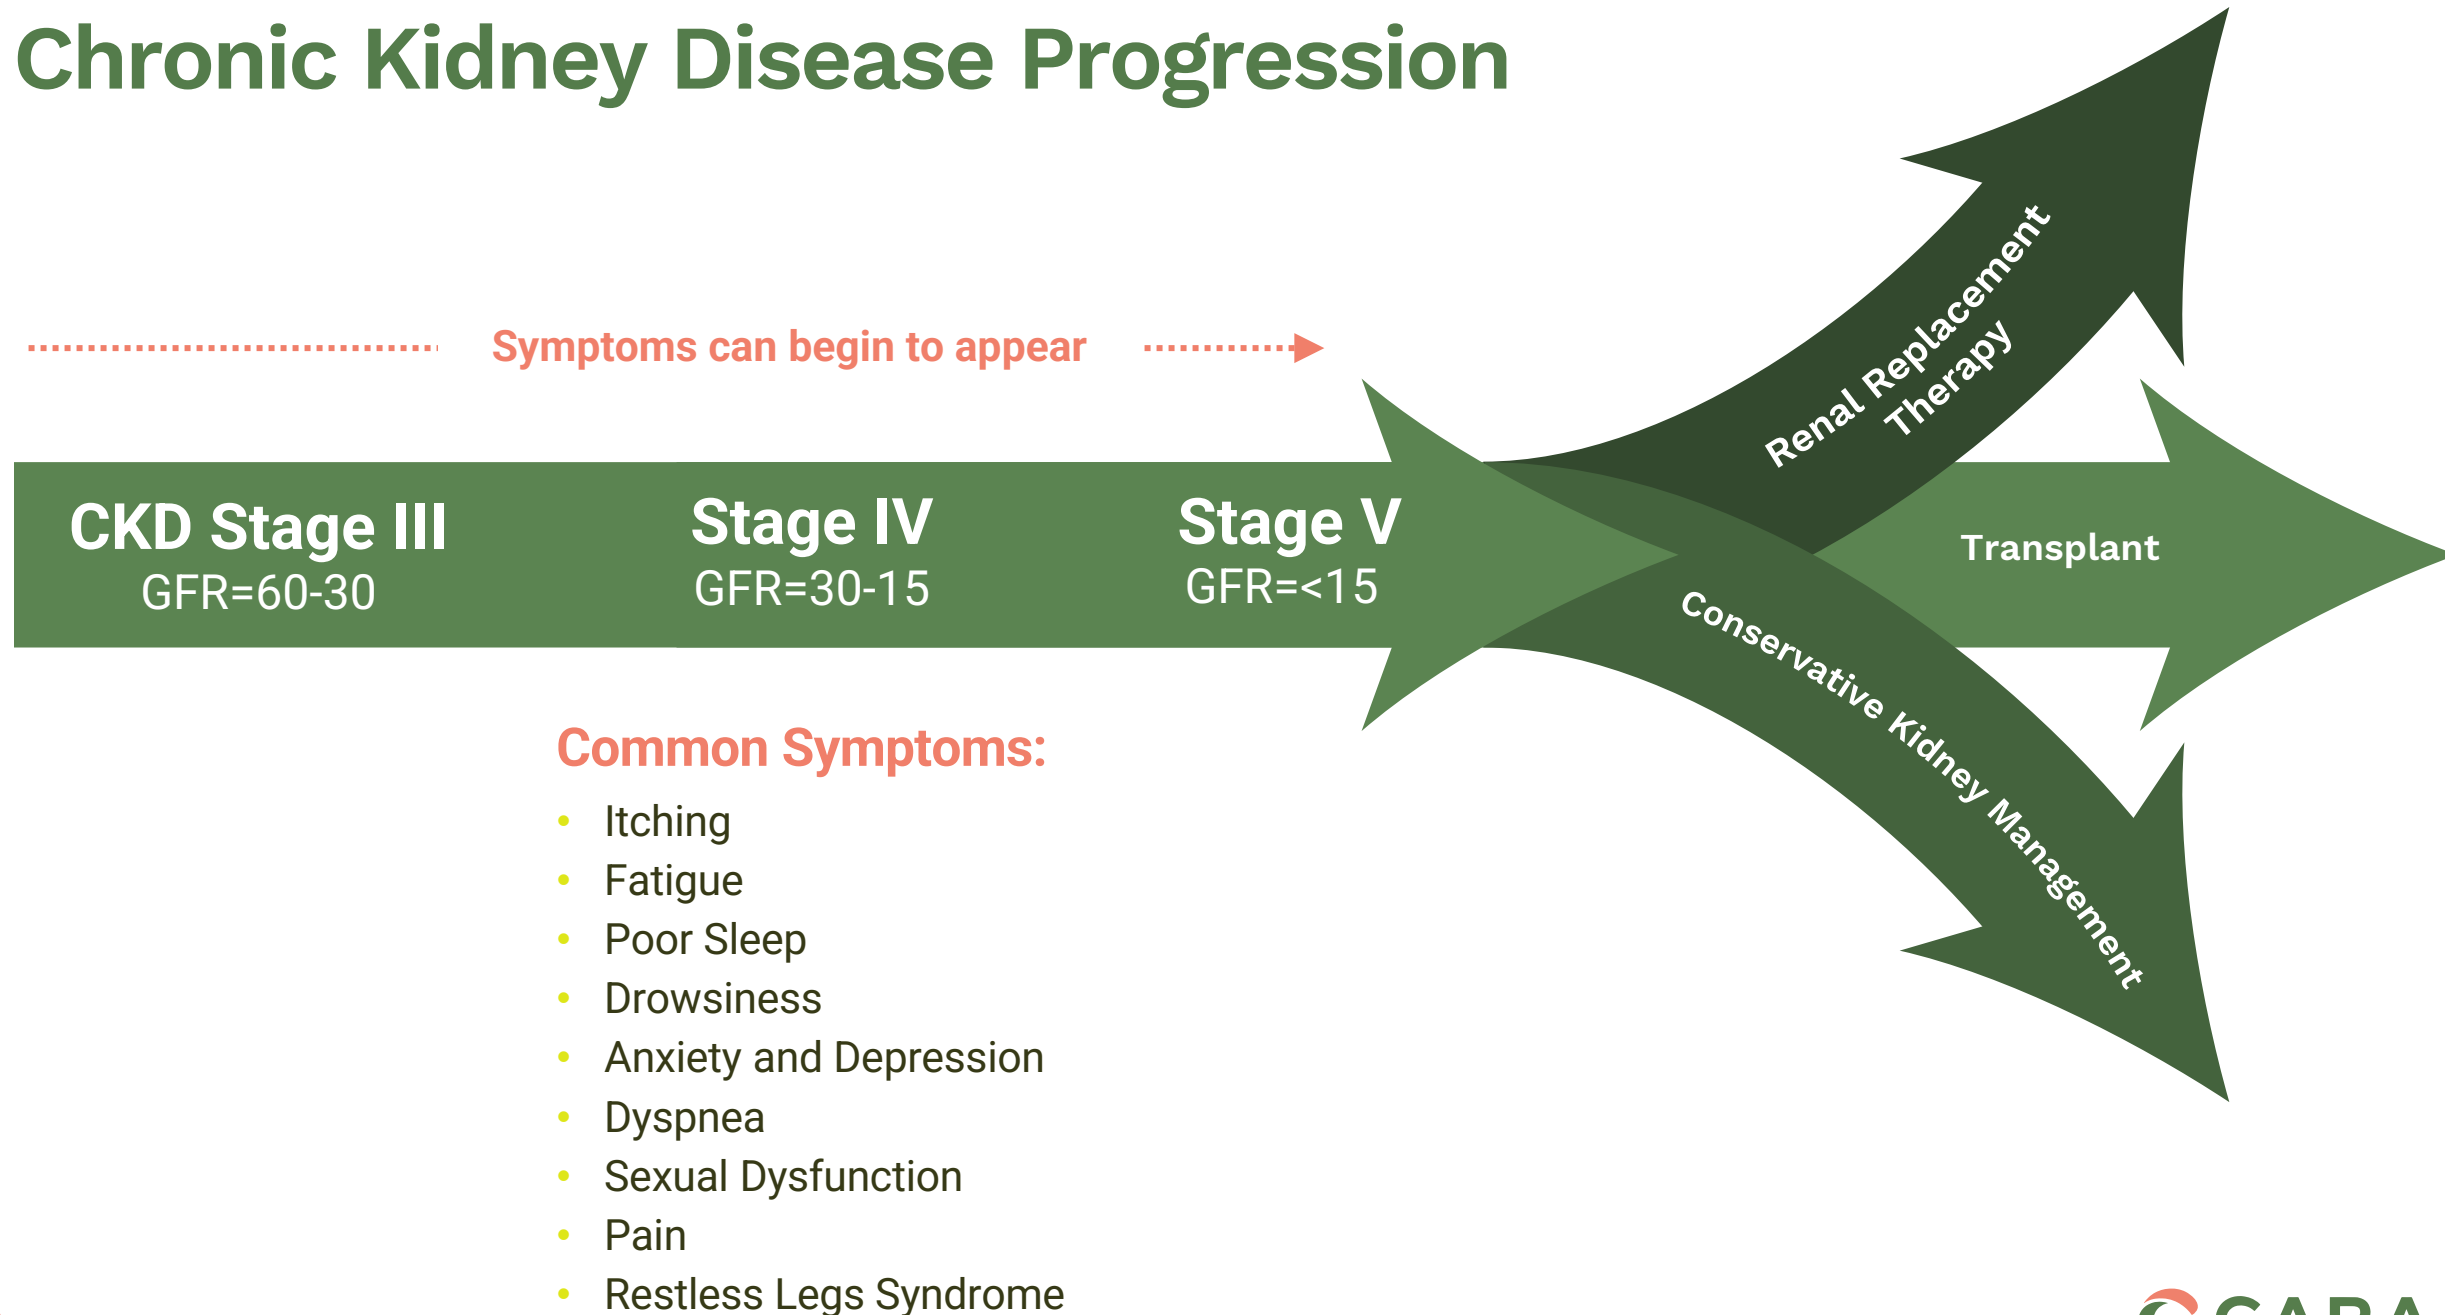 Chronic Kidney Disease Progression
Symptoms can begin to appear
CKD Stage III
GFR=60-30
Stage IV
GFR=30-15
Stage V
GFR=<15
Renal Replacement
Therapy
Transplant
Conservative Kidney Management
Common Symptoms:
• Itching
• Fatigue
• Poor Sleep
• Drowsiness
• Anxiety and Depression
• Dyspnea
• Sexual Dysfunction
• Pain
• Restless Legs Syndrome